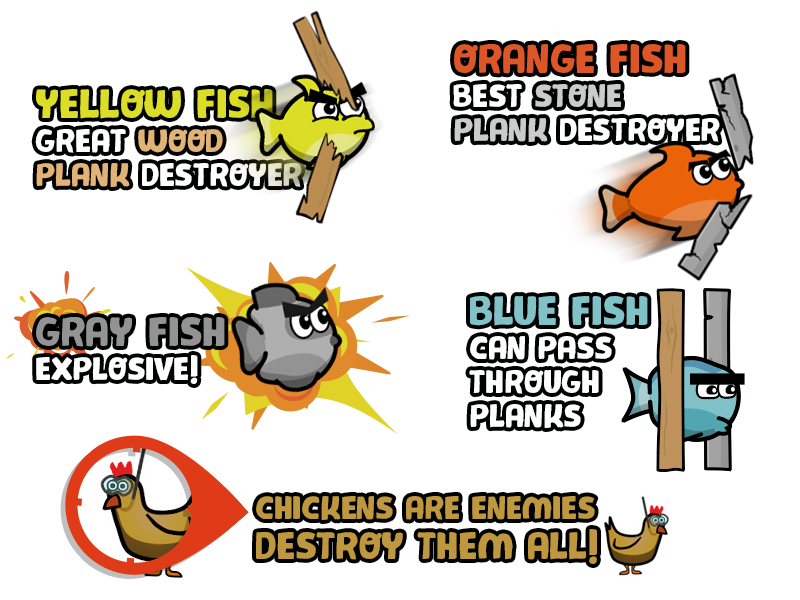 YELLOW FISH
GREAT WOOD
PLANK DESTROYER
ORANGE FISH
BEST STONE
PLANK DESTROYER
GRAY FISH
EXPLOSIVE!
BLUE FISH
CAN PASS
THROUGH
PLANKS
CHICKENS ARE ENEMIES
DESTROY THEM ALL!